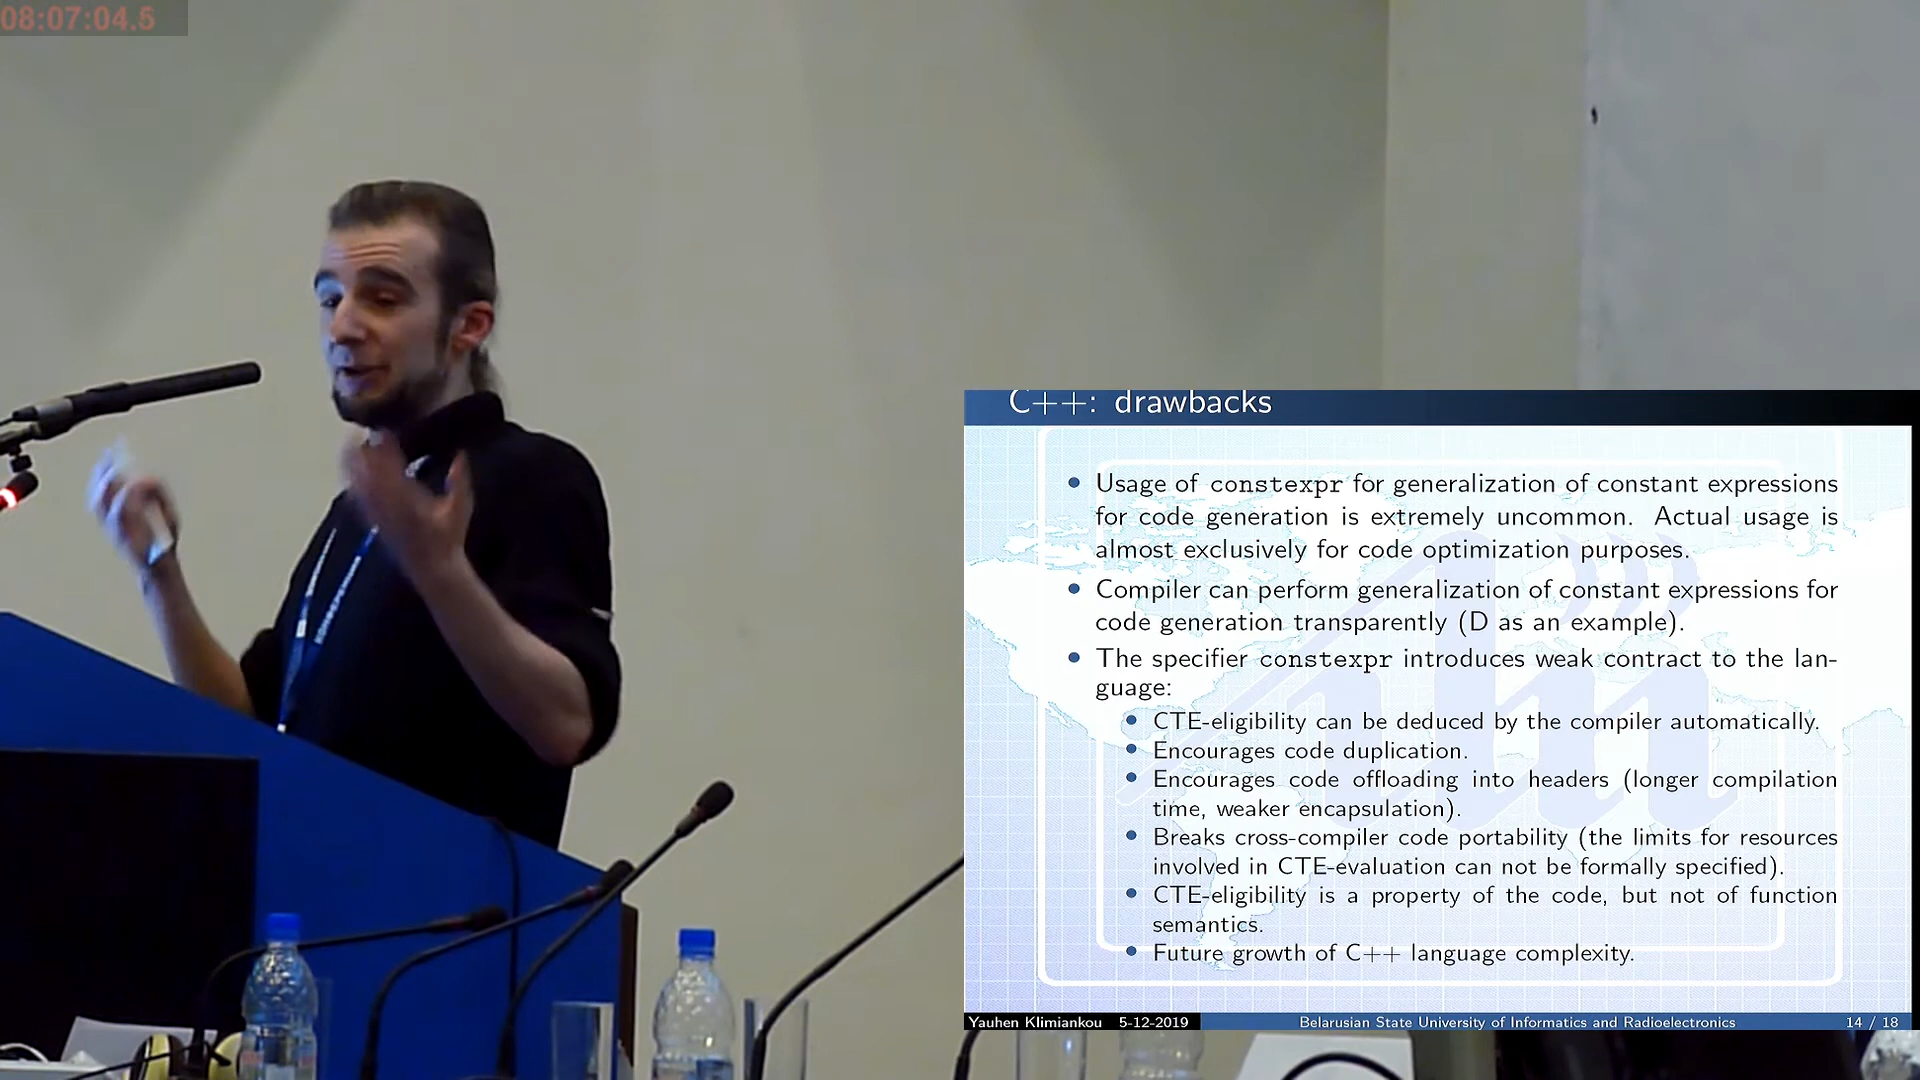 08:07:04.5
C++: drawbacks
Usage of constexpr for generalization of constant expressions
for code generation is extremely uncommon. Actual usage is
almost exclusively for code optimization purposes.
Compiler can perform generalization of constant expressions for
code generation transparently (D as an example).
The specifier constexpr introduces weak contract to the lan-
guage:
CTE-eligibility can be deduced by the compiler automatically.
Encourages code duplication.
Encourages code offloading into headers (longer compilation
time, weaker encapsulation).
Breaks cross-compiler code portability (the limits for resources
involved in CTE-evaluation can not be formally specified).
CTE-eligibility is a property of the code, but not of function
semantics.
Future growth of C++ language complexity.
Yauhen Klimiankou 5-12-2019 Belarusian State University of Informatics and Radioelectronics 14 / 18